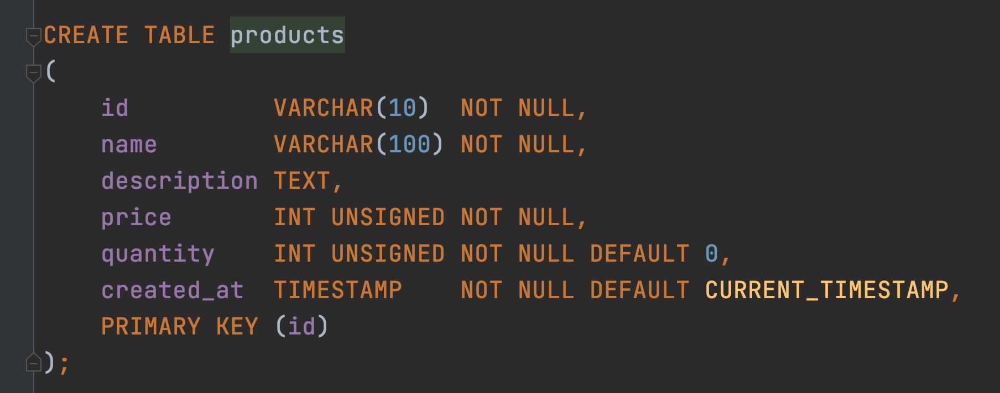 CREATE TABLE products
(
    id          VARCHAR(10)  NOT NULL,
    name        VARCHAR(100) NOT NULL,
    description TEXT,
    price       INT UNSIGNED NOT NULL,
    quantity    INT UNSIGNED NOT NULL DEFAULT 0,
    created_at  TIMESTAMP    NOT NULL DEFAULT CURRENT_TIMESTAMP,
    PRIMARY KEY (id)
);